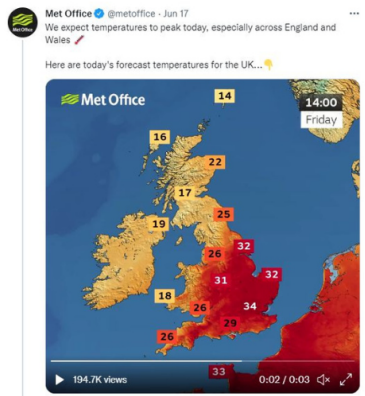 Met Office @metoffice · Jun 17 ...
We expect temperatures to peak today, especially across England and
Wales
Here are today's forecast temperatures for the UK...
Met Office
14
14:00
Friday
16
22
17
19
25
32
26
31
32
18
26
34
29
26
33
194.7K views
0:02 / 0:03